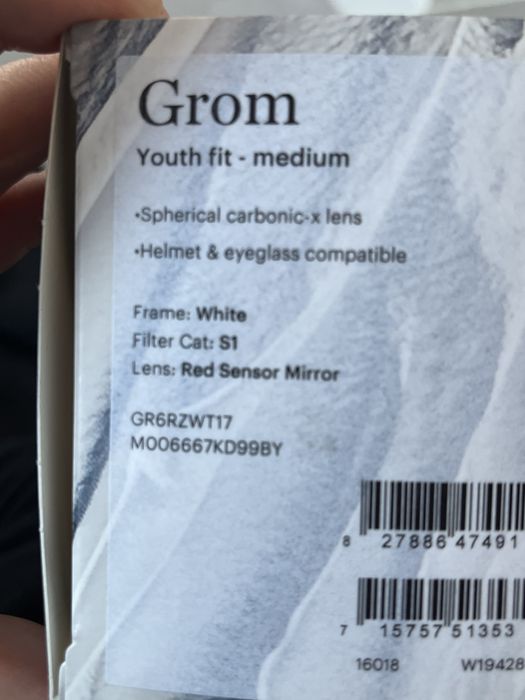 Grom
Youth fit - medium
•Spherical carbonic-x lens
•Helmet & eyeglass compatible
Frame: White
Filter Cat: S1
Lens: Red Sensor Mirror
GR6RZWT17
M006667KD99BY
8 27886 47491
7 15757 51353
16018 W19428